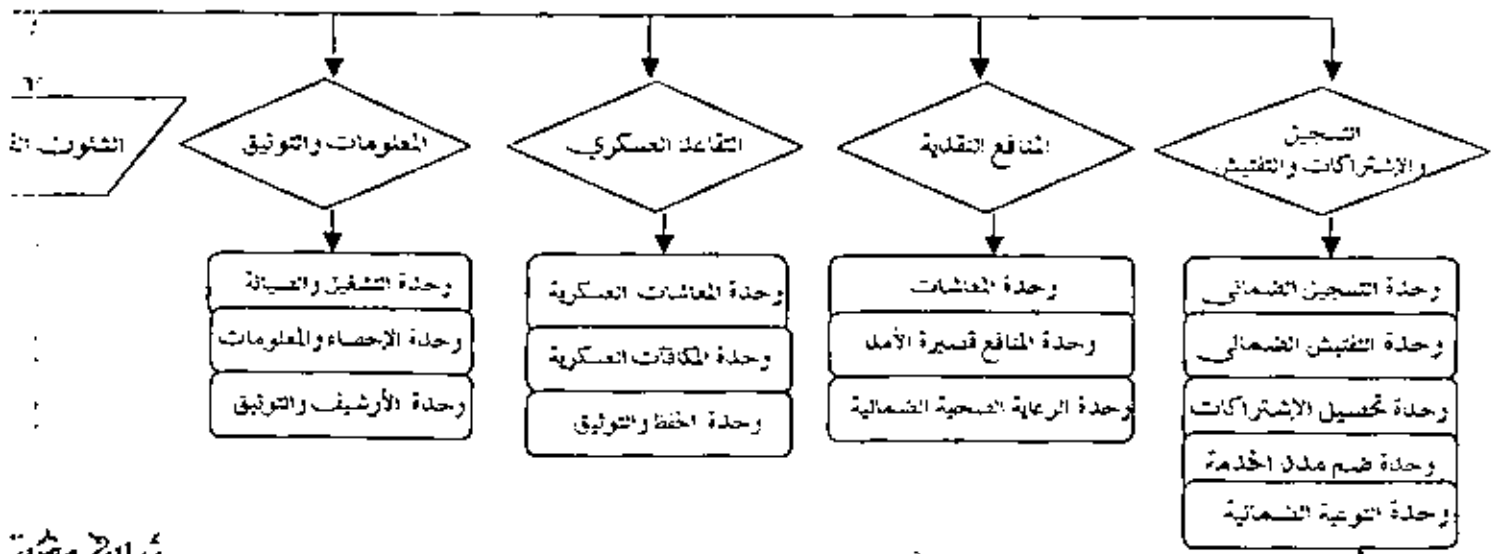 التسجيل
والإشتراكات والتفتيش
المنافع النقدية
التقاعد العسكري
المعلومات والتوثيق
الشئون
وحدة التسجيل الضماني
وحدة التفتيش الضماني
وحدة تحصيل الإشتراكات
وحدة ضم مدد الخدمة
وحدة التوعية الضمانية
وحدة المعاشات
وحدة المنافع قصيرة الأمد
وحدة الرعاية الصحية الضمانية
وحدة المعاشات العسكرية
وحدة المكافآت العسكرية
وحدة الحفظ والتوثيق
وحدة التشغيل والصيانة
وحدة الإحصاء والمعلومات
وحدة الأرشيف والتوثيق